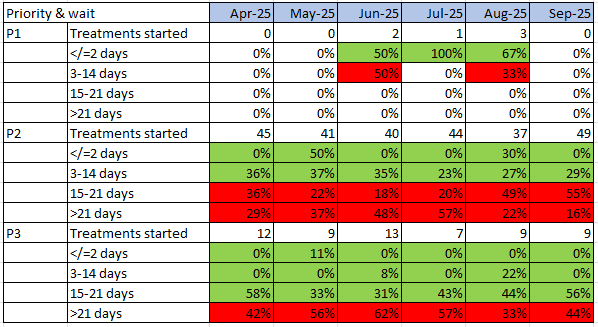 Priority & wait Apr-25 May-25 Jun-25 Jul-25 Aug-25 Sep-25
P1 Treatments started 0 0 2 1 3 0
</=2 days 0% 0% 50% 100% 67% 0%
3-14 days 0% 0% 50% 0% 33% 0%
15-21 days 0% 0% 0% 0% 0% 0%
>21 days 0% 0% 0% 0% 0% 0%
P2 Treatments started 45 41 40 44 37 49
</=2 days 0% 50% 0% 0% 30% 0%
3-14 days 36% 37% 35% 23% 27% 29%
15-21 days 36% 22% 18% 20% 49% 55%
>21 days 29% 37% 48% 57% 22% 16%
P3 Treatments started 12 9 13 7 9 9
</=2 days 0% 11% 0% 0% 0% 0%
3-14 days 0% 0% 8% 0% 22% 0%
15-21 days 58% 33% 31% 43% 44% 56%
>21 days 42% 56% 62% 57% 33% 44%